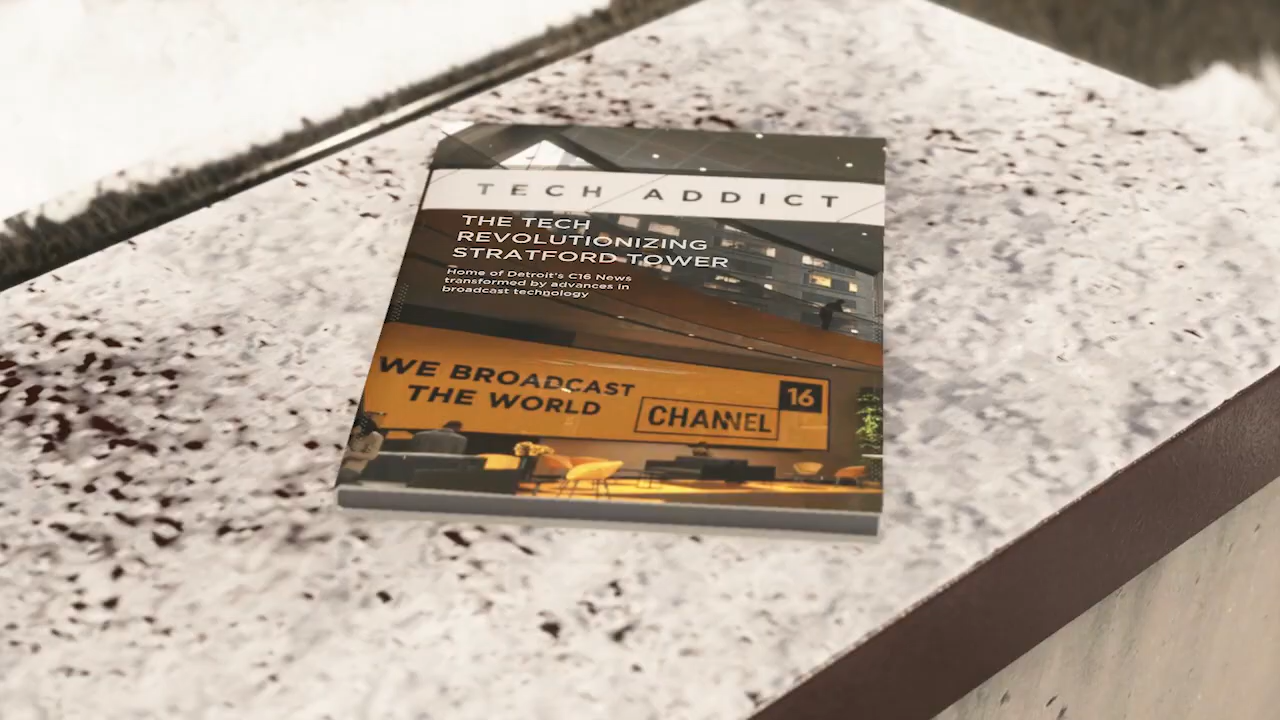 TECH ADDICT
THE TECH
REVOLUTIONIZING
STRATFORD TOWER
Home of Detroit's C16 News
transformed by advances in
broadcast technology
WE BROADCAST
THE WORLD
CHANNEL
16